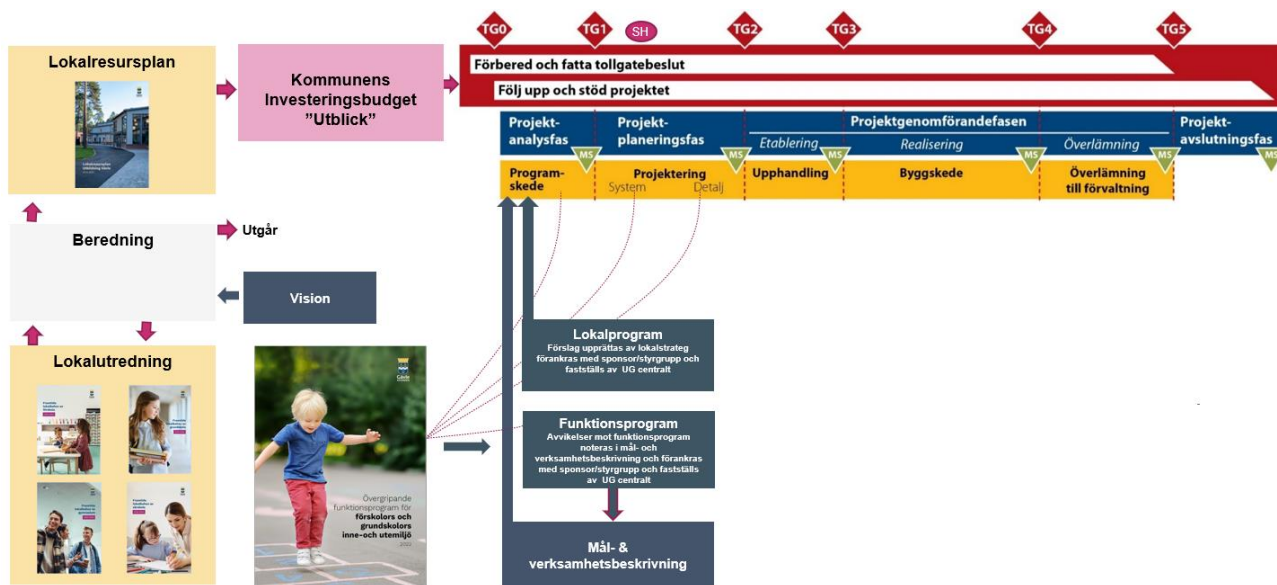 Lokalresursplan
Lokalresursplan
Kommunens
Investeringsbudget
”Utblick”
TG0
TG1
SH
TG2
TG3
TG4
TG5
Förbered och fatta tollgatebeslut
Följ upp och stöd projektet
Projekt-
analysfas
MS
Projekt-
planeringsfas
MS
Projektgenomförandefasen
Etablering
MS
Realisering
MS
Överlämning
MS
Projekt-
avslutningsfas
MS
Program-
skede
Projektering
System
Detalj
Upphandling
Byggskede
Överlämning
till förvaltning
Beredning
Utgår
Vision
Lokalutredning
Gävle
Övergripande
funktionsprogram för
förskolors och
grundskolors
inne-och utemiljö
Lokalprogram
Förslag upprättas av lokalstrateg
förankras med sponsor/styrgrupp och
fastställs av UG centralt
Funktionsprogram
Avvikelser mot funktionsprogram
noteras i mål- och
verksamhetsbeskrivning och förankras
med sponsor/styrgrupp och fastställs
av UG centralt
Mål- &
verksamhetsbeskrivning